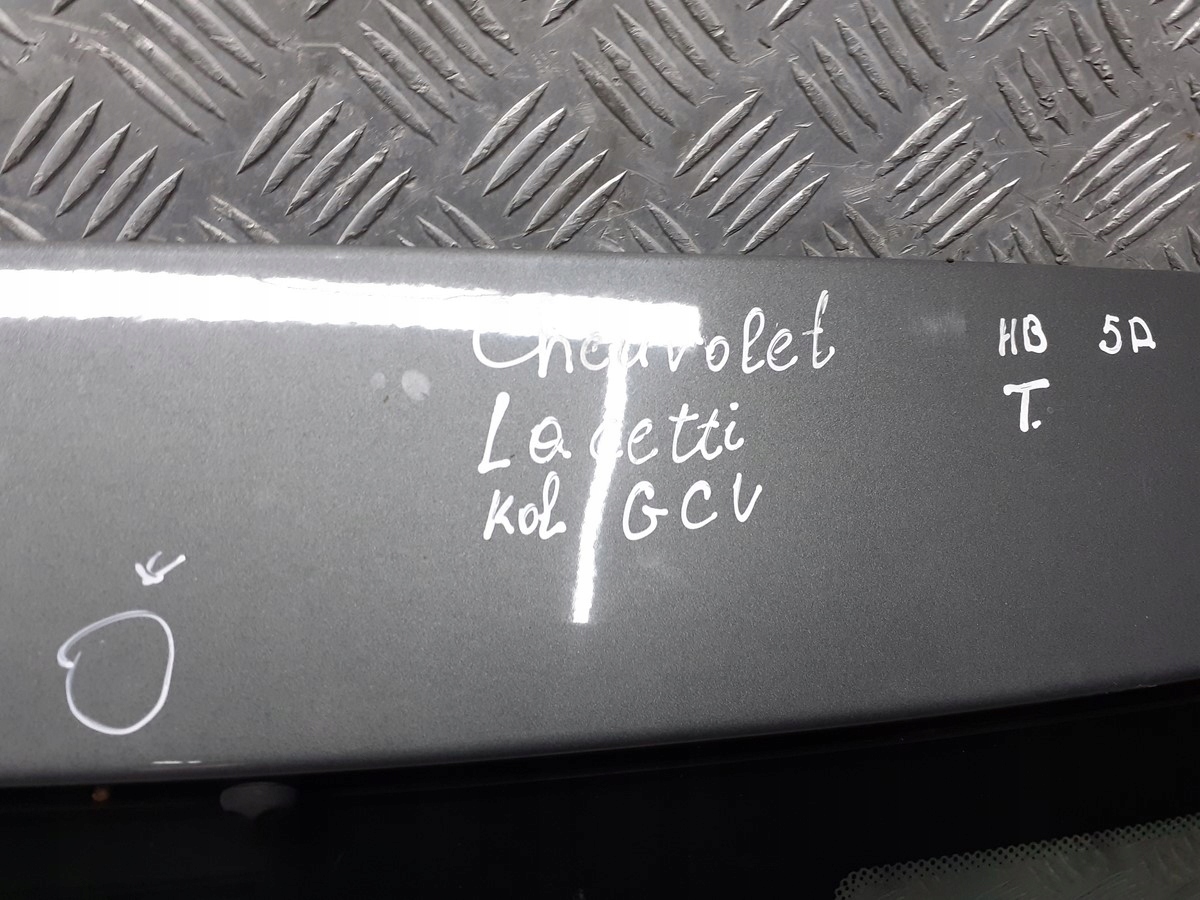 Chevrolet
Lacetti
Kol GCV
HB 5D
T.